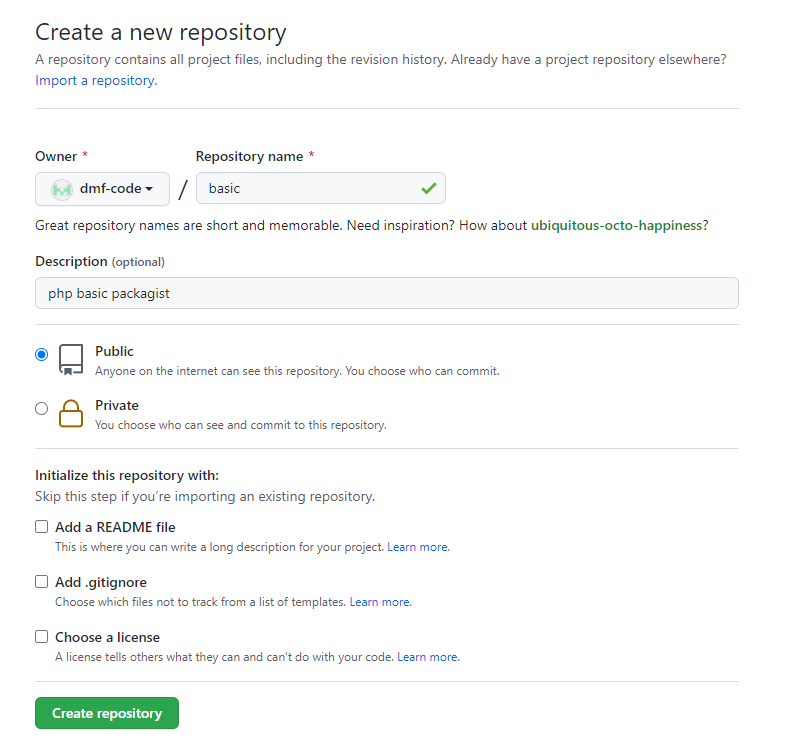 Create a new repository
A repository contains all project files, including the revision history. Already have a project repository elsewhere?
Import a repository.
Owner * Repository name *
dmf-code / basic
Great repository names are short and memorable. Need inspiration? How about ubiquitous-octo-happiness?
Description (optional)
php basic packagist
Public
Anyone on the internet can see this repository. You choose who can commit.
Private
You choose who can see and commit to this repository.
Initialize this repository with:
Skip this step if you’re importing an existing repository.
Add a README file
This is where you can write a long description for your project. Learn more.
Add .gitignore
Choose which files not to track from a list of templates. Learn more.
Choose a license
A license tells others what they can and can't do with your code. Learn more.
Create repository